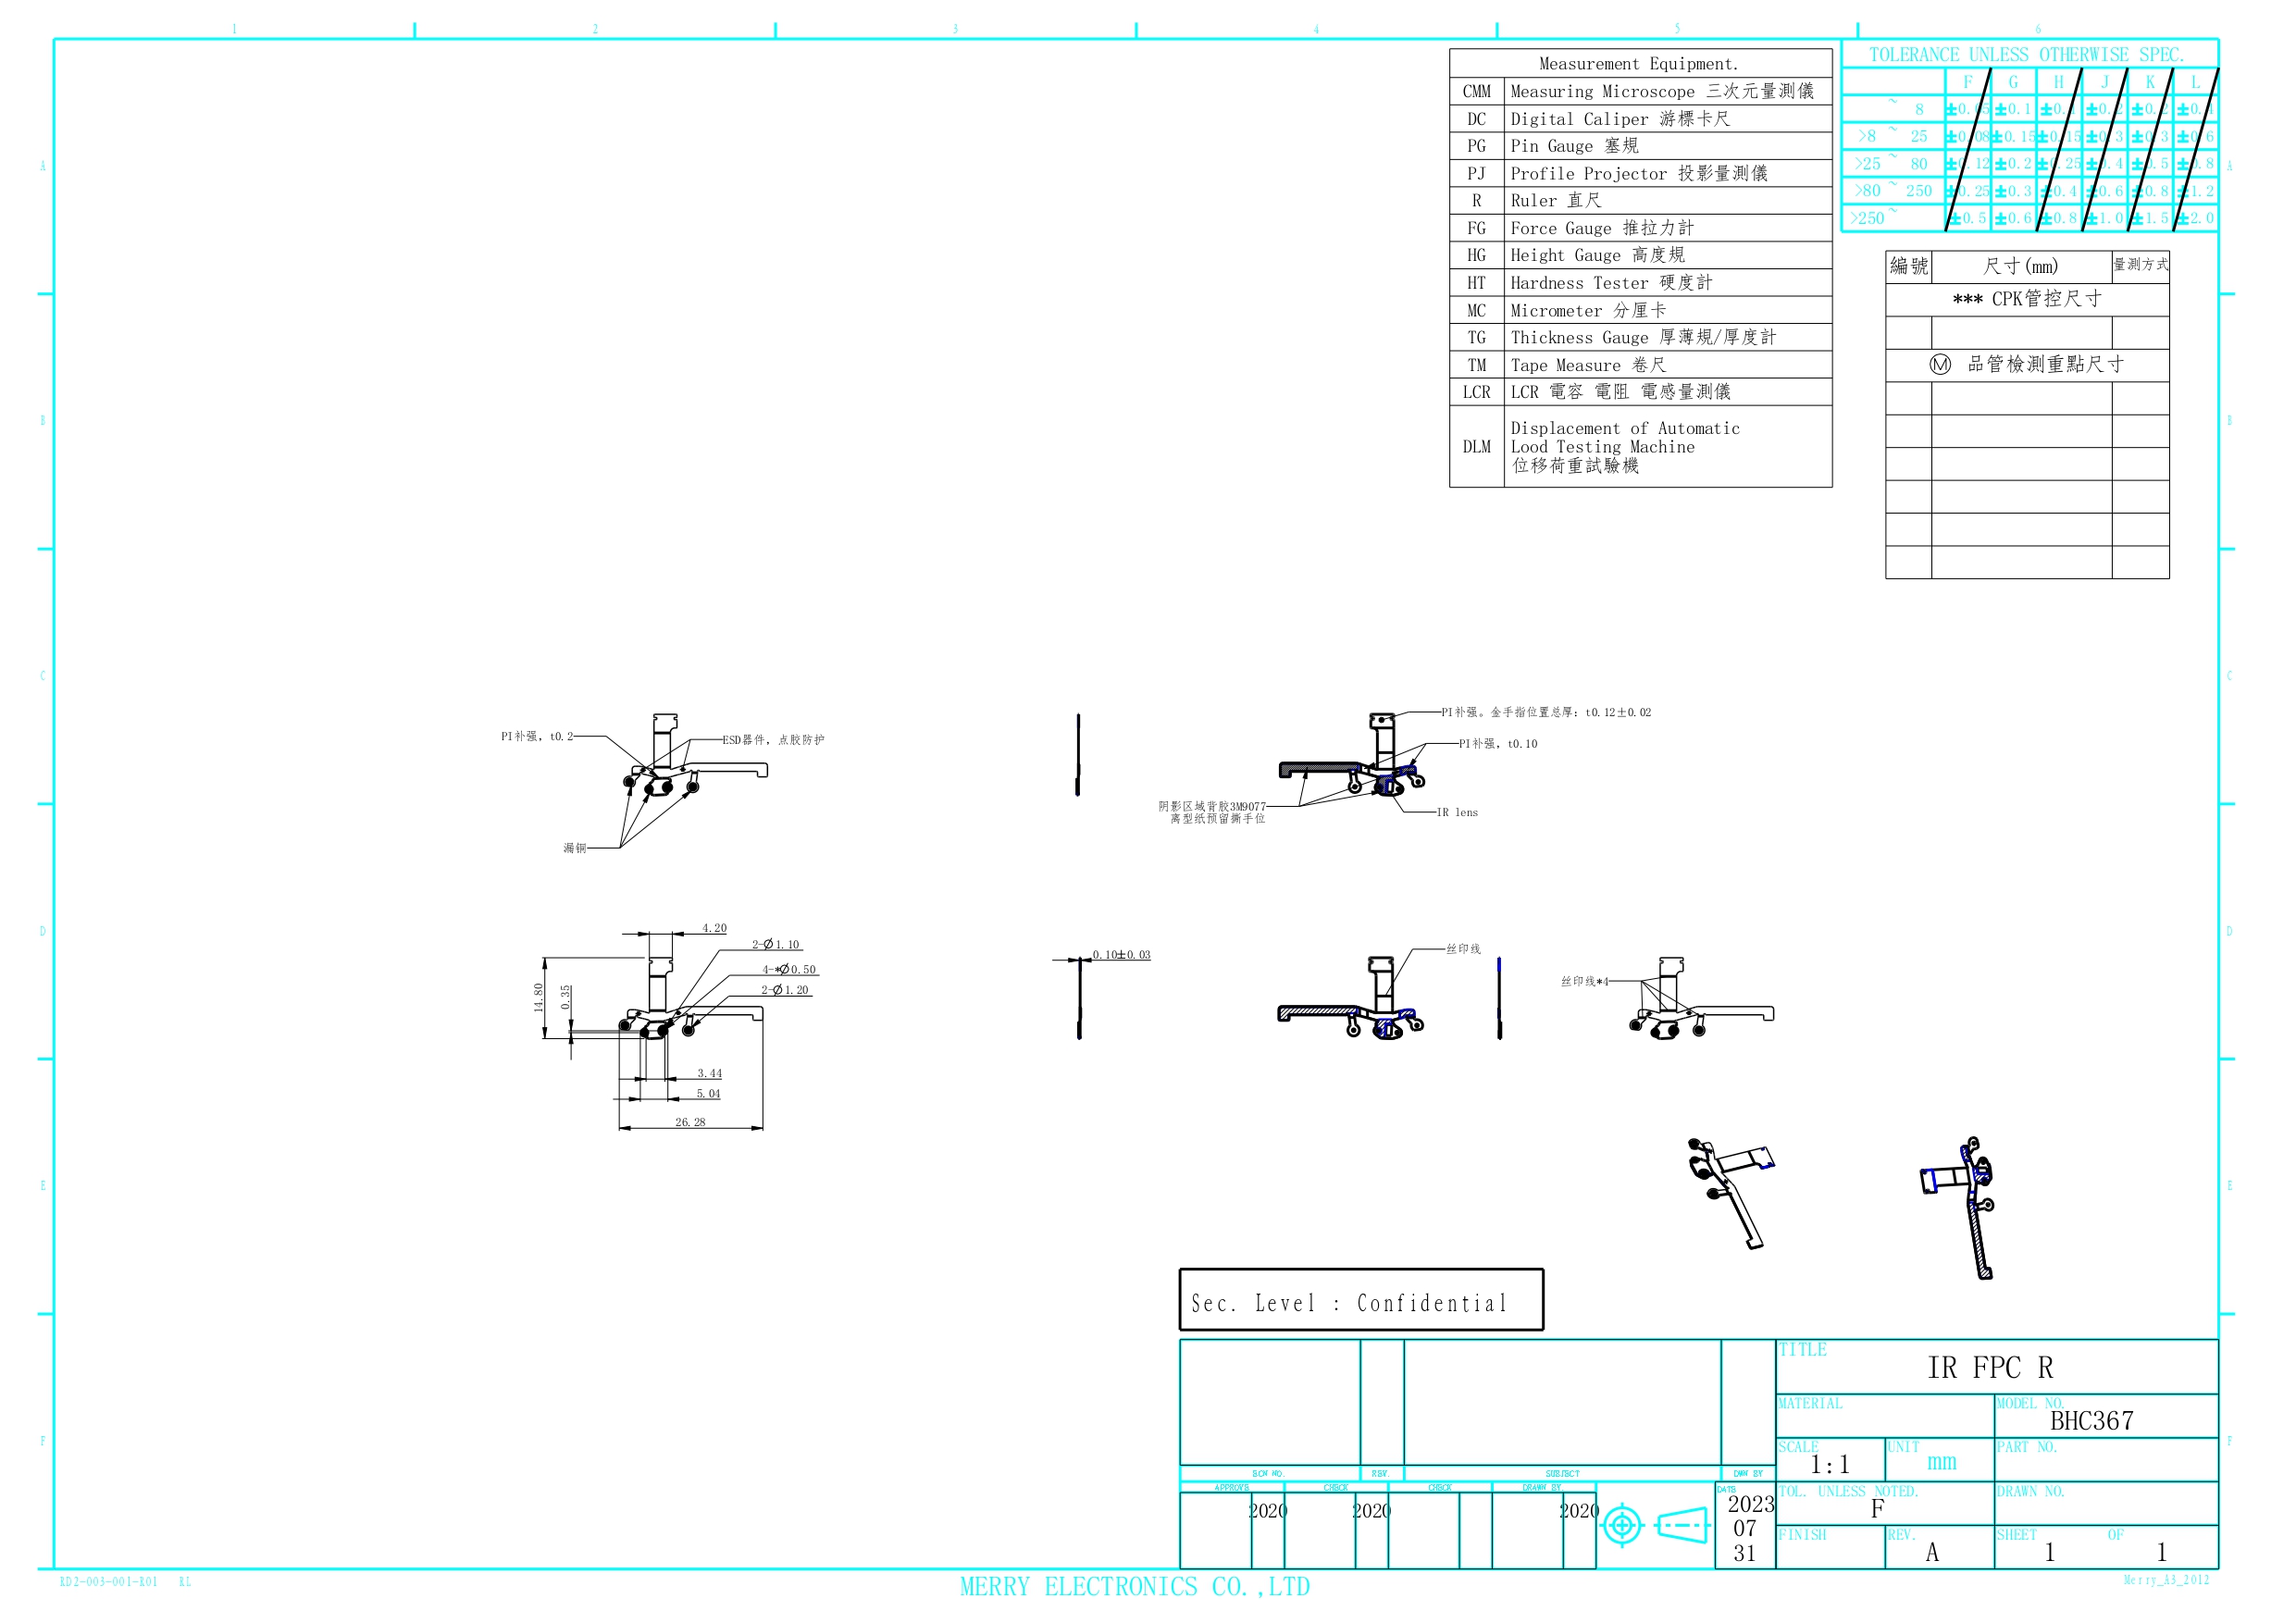 1 2 3 4 5 6
Measurement Equipment.
CMM Measuring Microscope 三次元量測儀
DC Digital Caliper 游標卡尺
PG Pin Gauge 塞規
PJ Profile Projector 投影量測儀
R Ruler 直尺
FG Force Gauge 推拉力計
HG Height Gauge 高度規
HT Hardness Tester 硬度計
MC Micrometer 分厘卡
TG Thickness Gauge 厚薄規/厚度計
TM Tape Measure 卷尺
LCR LCR 電容 電阻 電感量測儀
DLM Displacement of Automatic
Lood Testing Machine
位移荷重試驗機
TOLERANCE UNLESS OTHERWISE SPEC.
F G H J K L
~ 8 ±0.1
>8 ~ 25 ±0.08 ±0.15 ±0.15 ±0.3 ±0.3 ±0.6
>25 ~ 80 ±0.12 ±0.2 ±0.25 ±0.4 ±0.5 ±0.8
>80 ~ 250 ±0.25 ±0.3 ±0.4 ±0.6 ±0.8 ±1.2
>250 ~ ±0.5 ±0.6 ±0.8 ±1.0 ±1.5 ±2.0
編號 尺寸(mm) 量測方式
*** CPK管控尺寸
Ⓜ 品管檢測重點尺寸
A A
B B
C C
D D
E E
F F
PI补强, t0.2
ESD器件, 点胶防护
漏铜
PI补强。金手指位置总厚: t0.12±0.02
PI补强, t0.10
阴影区域背胶3M9077
离型纸预留撕手位
IR lens
4.20
2-Ø1.10
4-*Ø0.50
2-Ø1.20
14.80
0.35
3.44
5.04
26.28
0.10±0.03
丝印线
丝印线*4
Sec. Level : Confidential
TITLE
IR FPC R
MATERIAL
MODEL NO.
BHC367
SCALE
1:1
UNIT
mm
PART NO.
ECN NO. REV. SUBJECT DWN BY
APPROVE CHECK CHECK DRAWN BY
2020 2020 2020
DATE
2023
07
31
TOL. UNLESS NOTED.
F
DRAWN NO.
FINISH
REV.
A
SHEET 1 OF 1
RD2-003-001-R01 R1
MERRY ELECTRONICS CO.,LTD
Merry_A3_2012